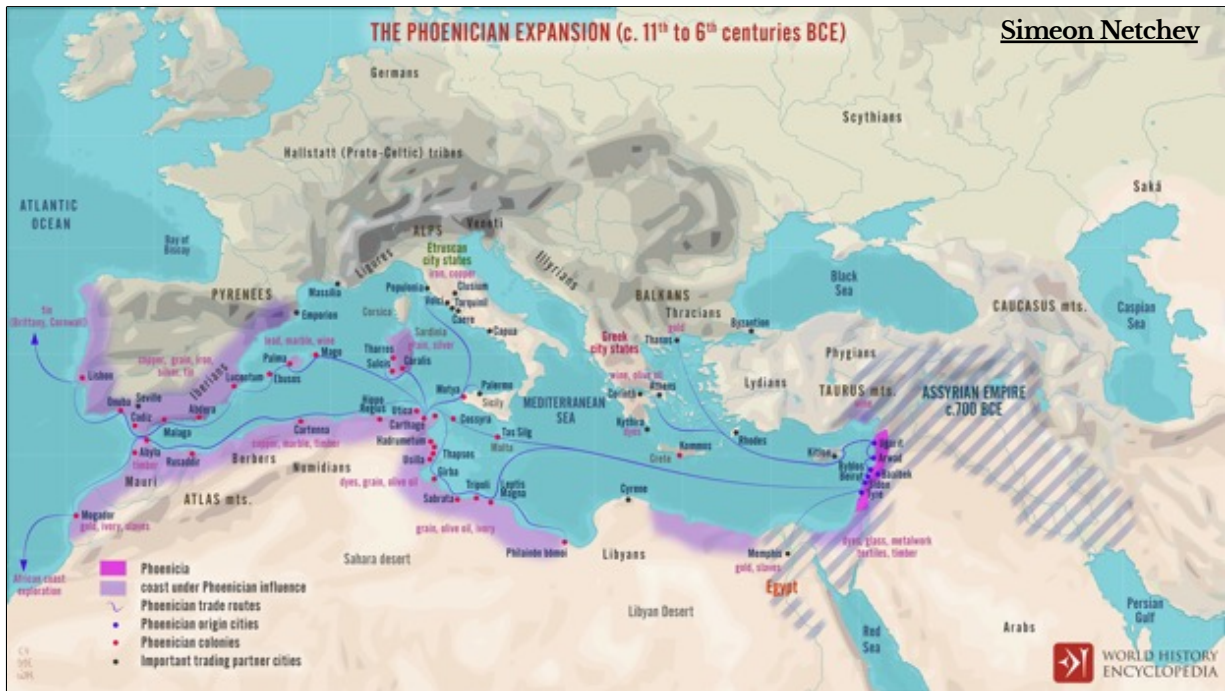 THE PHOENICIAN EXPANSION (c. 11th to 6th centuries BCE)
Simeon Netchev
Germans
Scythians
Hallstatt (Proto-Celtic) tribes
Sakā
ATLANTIC
OCEAN
Bay of
Biscay
ALPS
Veneti
Etruscan
city states
iron, copper
Ligures
Illyrians
PYRENEES
Massilia
Emporion
Corsica
Populonia
Clusium
Vulci
Tarquinii
Caere
Capua
BALKANS
Thracians
gold
Thasos
Byzantion
Black
Sea
CAUCASUS mts.
Caspian
Sea
tin
(Brittany, Cornwall)
copper, grain, iron,
silver, tin
Iberians
lead, marble, wine
Palma
Mago
Lucentum
Ebusos
Sardinia
grain, silver
Tharros
Sulcis
Caralis
Greek
city states
wine, olive oil
Corinth
Athens
Kythira
dyes
Phygians
Lydians
TAURUS mts.
ASSYRIAN EMPIRE
c.700 BCE
Lisbon
Onuba
Seville
Cadiz
Malaga
Abdera
Abyla
timber
Rusaddir
Cartenna
copper, marble, timber
Berbers
Numidians
Mauri
ATLAS mts.
Mogador
gold, ivory, slaves
African coast
exploration
Hippo
Regius
Utica
Carthage
Hadrumetum
Thapsos
Usilla
Girba
dyes, grain, olive oil
Motya
Palermo
Sicily
Cossyra
Tas Silg
Malta
MEDITERRANEAN
SEA
Kommos
Crete
Rhodes
Kition
Ugarit
Arwad
Byblos
Beirut
Baalbek
Sidon
Tyre
Sabrata
Tripoli
Leptis
Magna
grain, olive oil, ivory
Philainōn bōmoi
Cyrene
Libyans
Memphis
gold, slaves
Egypt
dyes, glass, metalwork
textiles, timber
Sahara desert
Libyan Desert
Red
Sea
Arabs
Persian
Gulf
Phoenicia
coast under Phoenician influence
Phoenician trade routes
Phoenician origin cities
Phoenician colonies
Important trading partner cities
WORLD HISTORY
ENCYCLOPEDIA